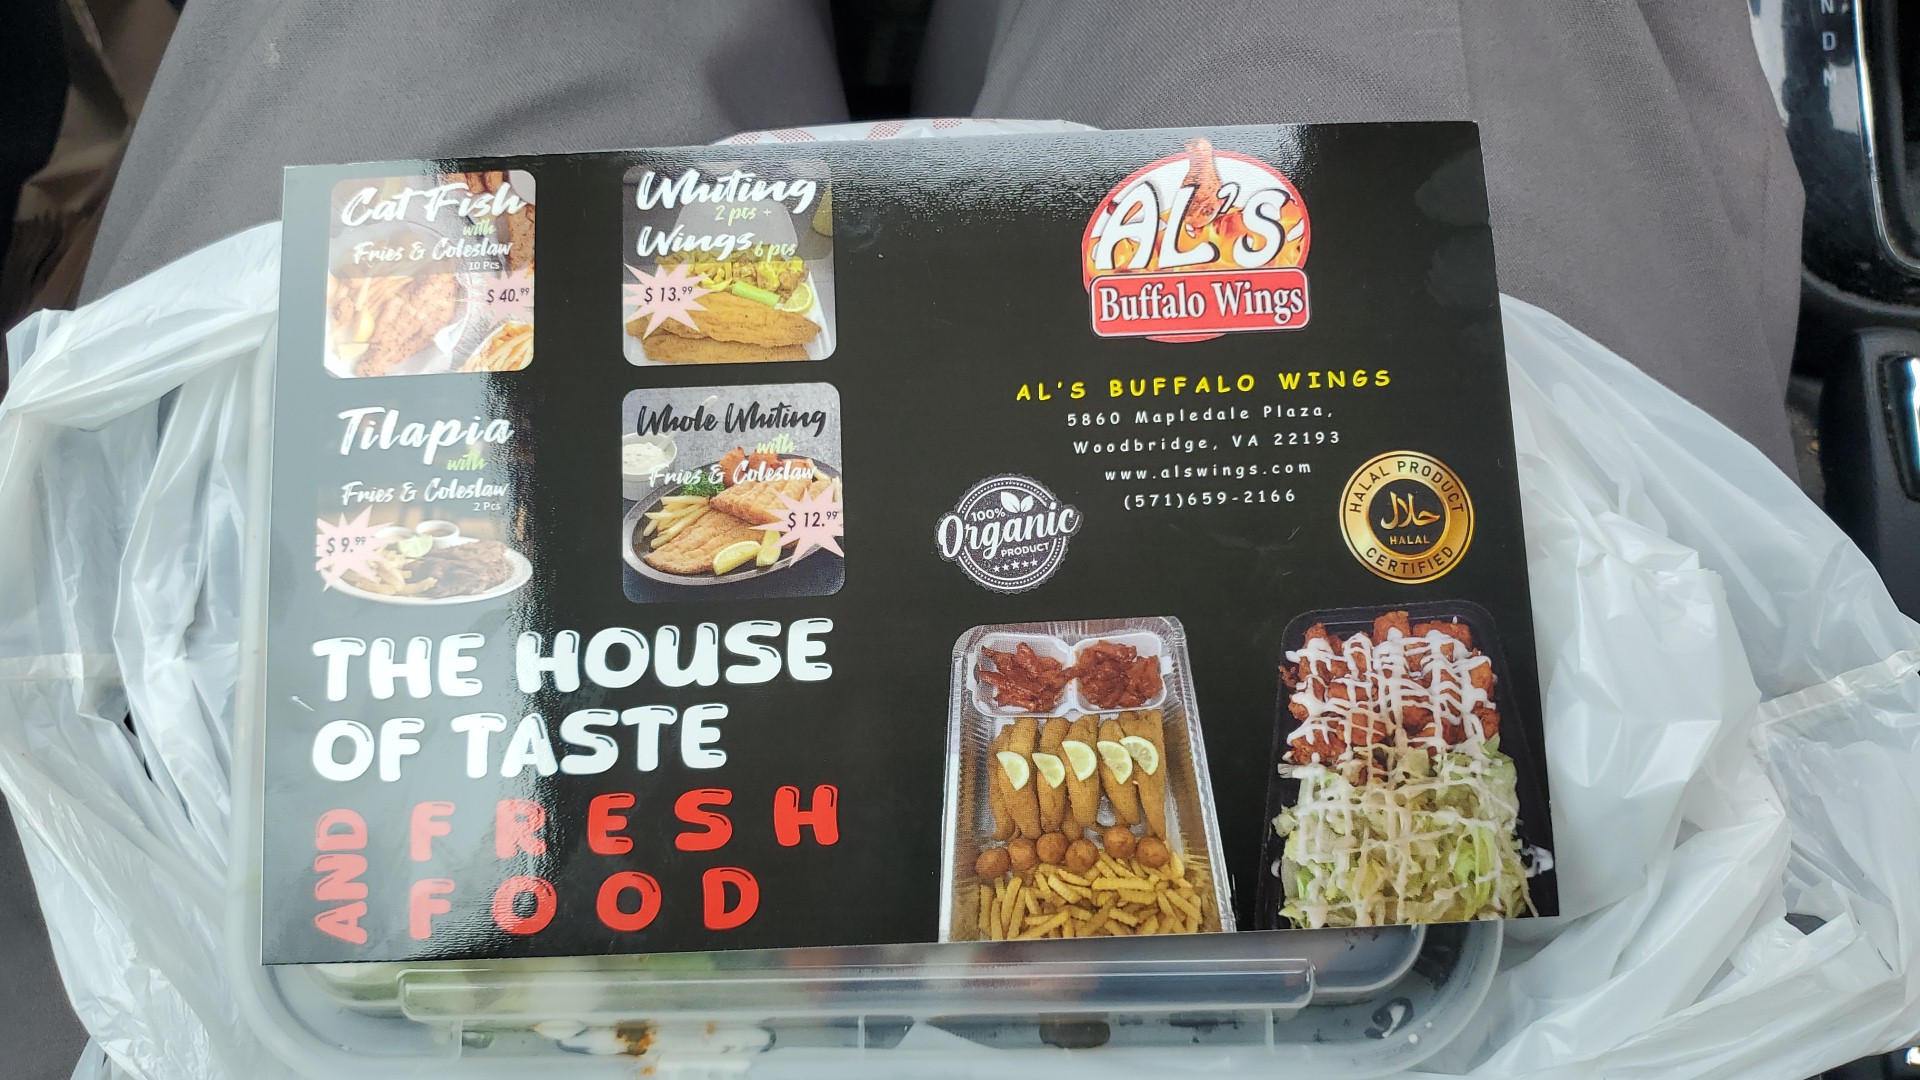 Cat Fish
with
Fries & Coleslaw
10 Pcs
$ 40.99
Whiting
2 pcs +
Wings 6 pcs
$ 13.99
Tilapia
with
Fries & Coleslaw
2 Pcs
$ 9.99
Whole Whiting
with
Fries & Coleslaw
$ 12.99
THE HOUSE
OF TASTE
AND FRESH
FOOD
AL'S
Buffalo Wings
AL'S BUFFALO WINGS
5860 Mapledale Plaza,
Woodbridge, VA 22193
www.alswings.com
(571)659-2166
100%
Organic
PRODUCT
HALAL PRODUCT
حلال
HALAL
CERTIFIED
N
D
M